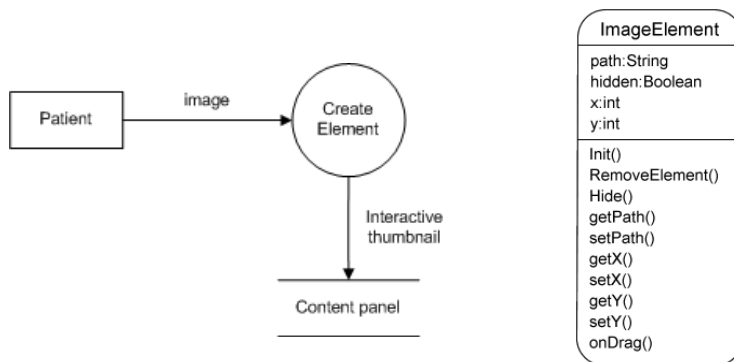 Patient
image
Create
Element
Interactive
thumbnail
Content panel
ImageElement
path:String
hidden:Boolean
x:int
y:int
Init()
RemoveElement()
Hide()
getPath()
setPath()
getX()
setX()
getY()
setY()
onDrag()